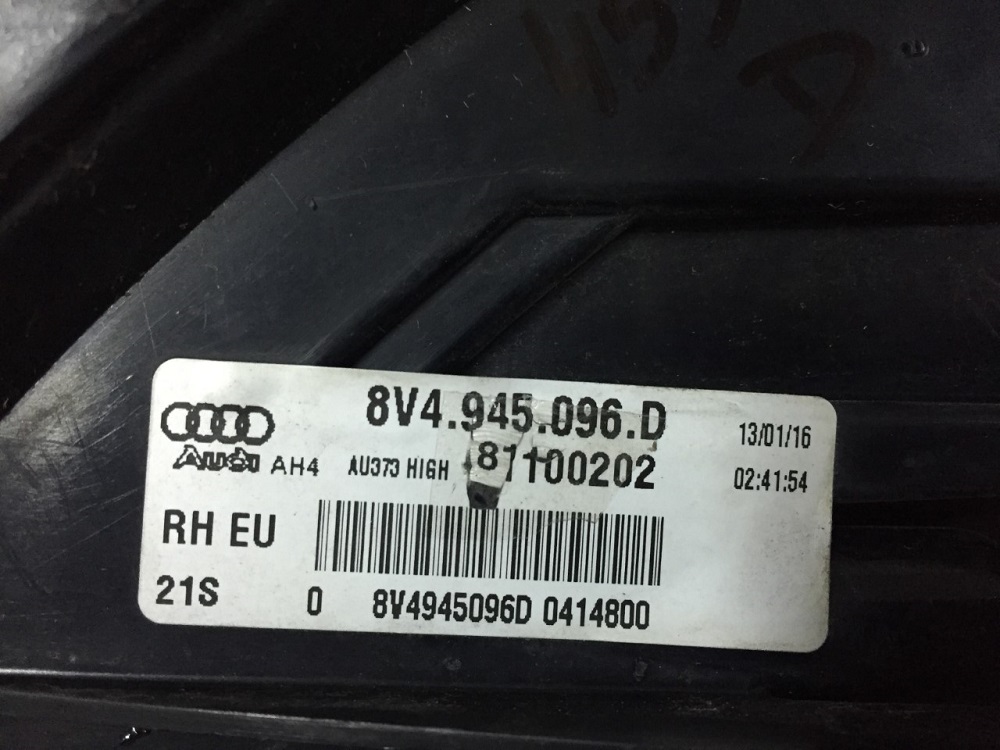 8V4.945.096.D
13/01/16
Audi AH4 AU373 HIGH 81100202
02:41:54
RH EU
21S 0 8V4945096D 0414800